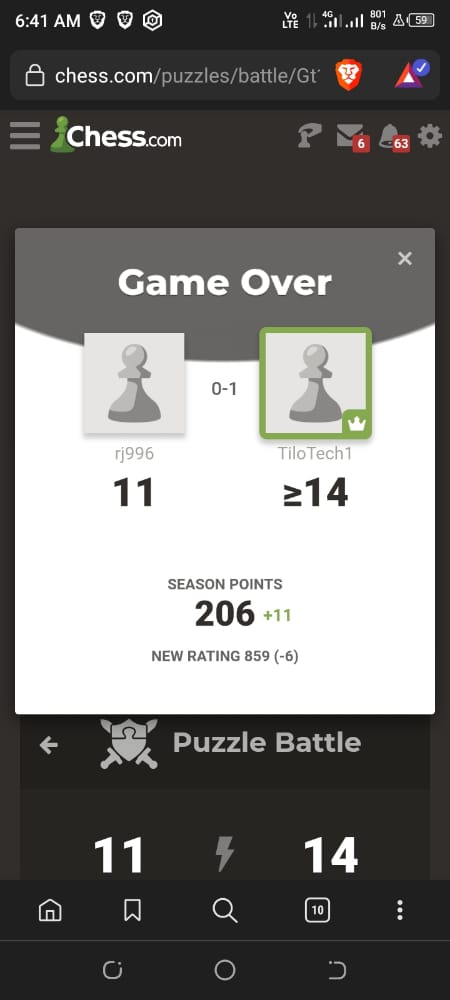 6:41 AM Vo LTE 4G 801 B/s 59
chess.com/puzzles/battle/Gt
Chess.com 6 63
Game Over ×
0-1
rj996 TiloTech1
11 ≥14
SEASON POINTS
206 +11
NEW RATING 859 (-6)
Puzzle Battle
11 14
10